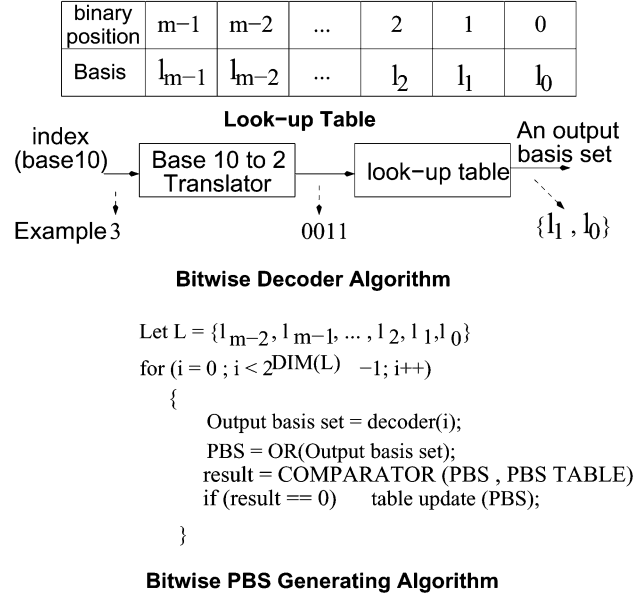 binary position m−1 m−2 ... 2 1 0
Basis l_{m−1} l_{m−2} ... l_2 l_1 l_0
Look−up Table
index (base10)
Base 10 to 2 Translator
look−up table
An output basis set
Example 3 0011 {l_1 , l_0}
Bitwise Decoder Algorithm
Let L = {l_{m−2}, l_{m−1}, ... , l_2, l_1, l_0}
for (i = 0 ; i < 2^{DIM(L)} −1; i++)
{
Output basis set = decoder(i);
PBS = OR(Output basis set);
result = COMPARATOR (PBS , PBS TABLE)
if (result == 0) table update (PBS);
}
Bitwise PBS Generating Algorithm